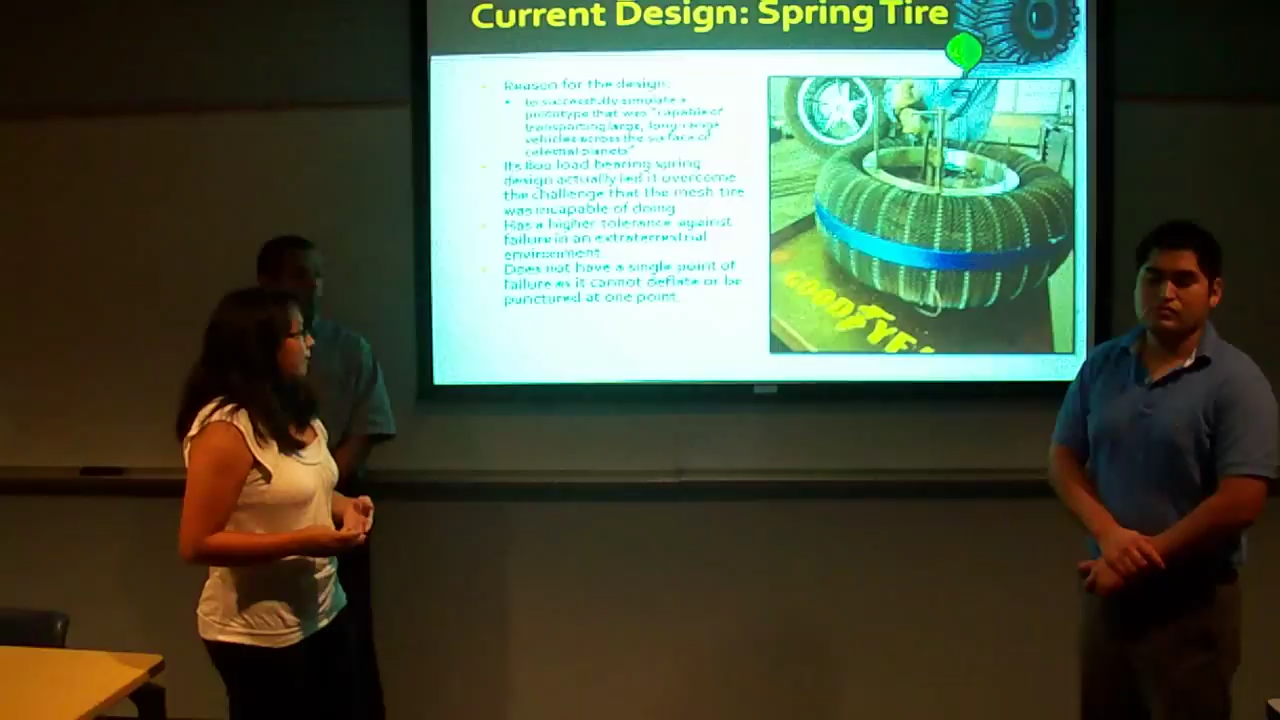 Current Design: Spring Tire
Reason for the design:
to successfully simulate a
prototype that was "capable of
transporting large, long-range
vehicles across the surface of
celestial planets"
Its 800 load bearing spring
design actually led it overcome
the challenge that the mesh tire
was incapable of doing
Has a higher tolerance against
failure in an extraterrestrial
environment.
Does not have a single point of
failure as it cannot deflate or be
punctured at one point.
GOODYE